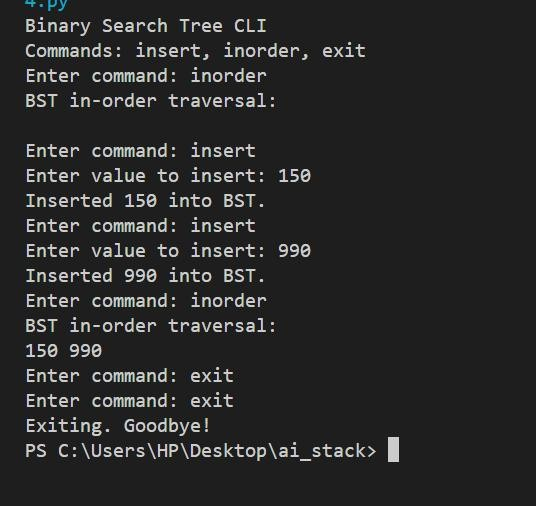 4.py
Binary Search Tree CLI
Commands: insert, inorder, exit
Enter command: inorder
BST in-order traversal:

Enter command: insert
Enter value to insert: 150
Inserted 150 into BST.
Enter command: insert
Enter value to insert: 990
Inserted 990 into BST.
Enter command: inorder
BST in-order traversal:
150 990
Enter command: exit
Enter command: exit
Exiting. Goodbye!
PS C:\Users\HP\Desktop\ai_stack>